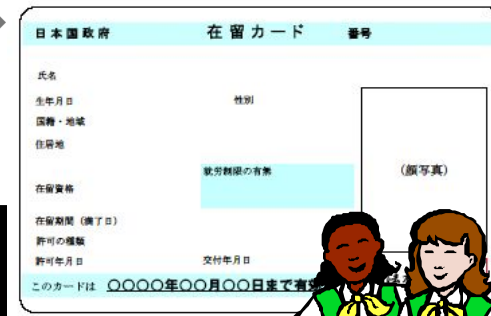 日本国政府 在留カード 番号
氏名
生年月日 性別
国籍・地域
住居地
就労制限の有無
(顔写真)
在留資格
在留期間(満了日)
許可の種類
許可年月日 交付年月日
このカードは 〇〇〇〇年〇〇月〇〇日まで有効